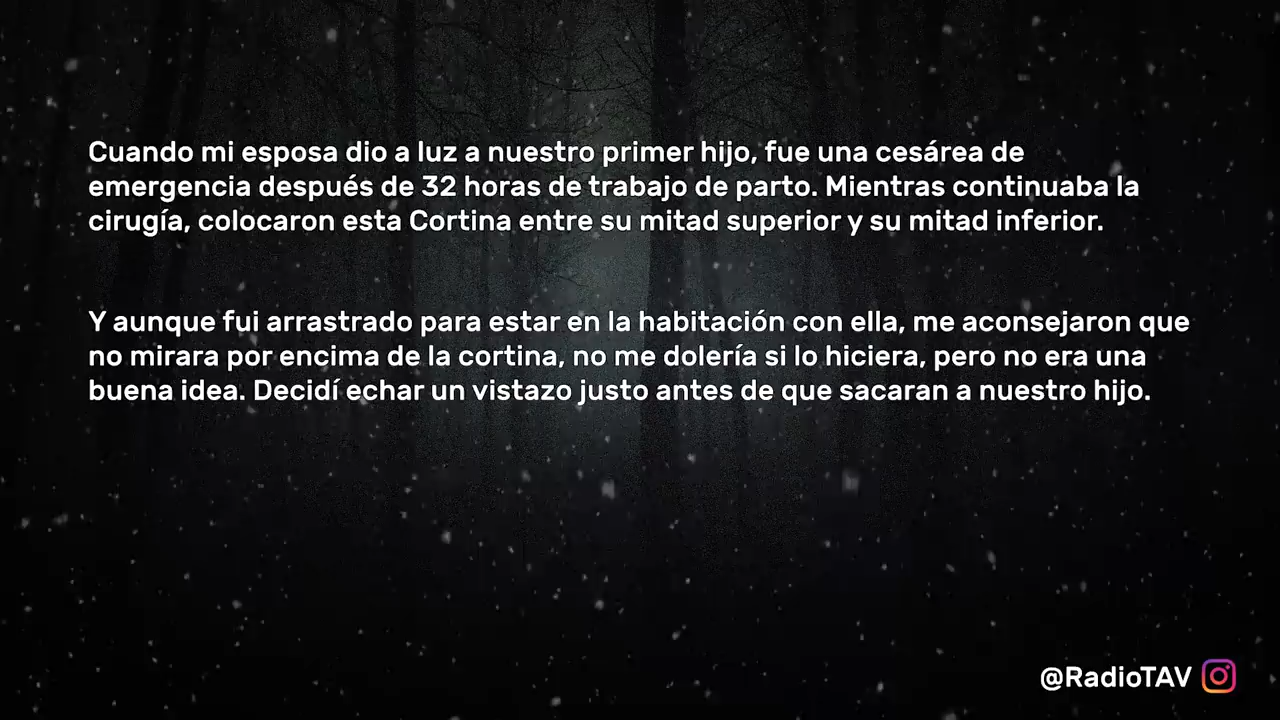 Cuando mi esposa dio a luz a nuestro primer hijo, fue una cesárea de
emergencia después de 32 horas de trabajo de parto. Mientras continuaba la
cirugía, colocaron esta Cortina entre su mitad superior y su mitad inferior.
Y aunque fui arrastrado para estar en la habitación con ella, me aconsejaron que
no mirara por encima de la cortina, no me dolería si lo hiciera, pero no era una
buena idea. Decidí echar un vistazo justo antes de que sacaran a nuestro hijo.
@RadioTAV